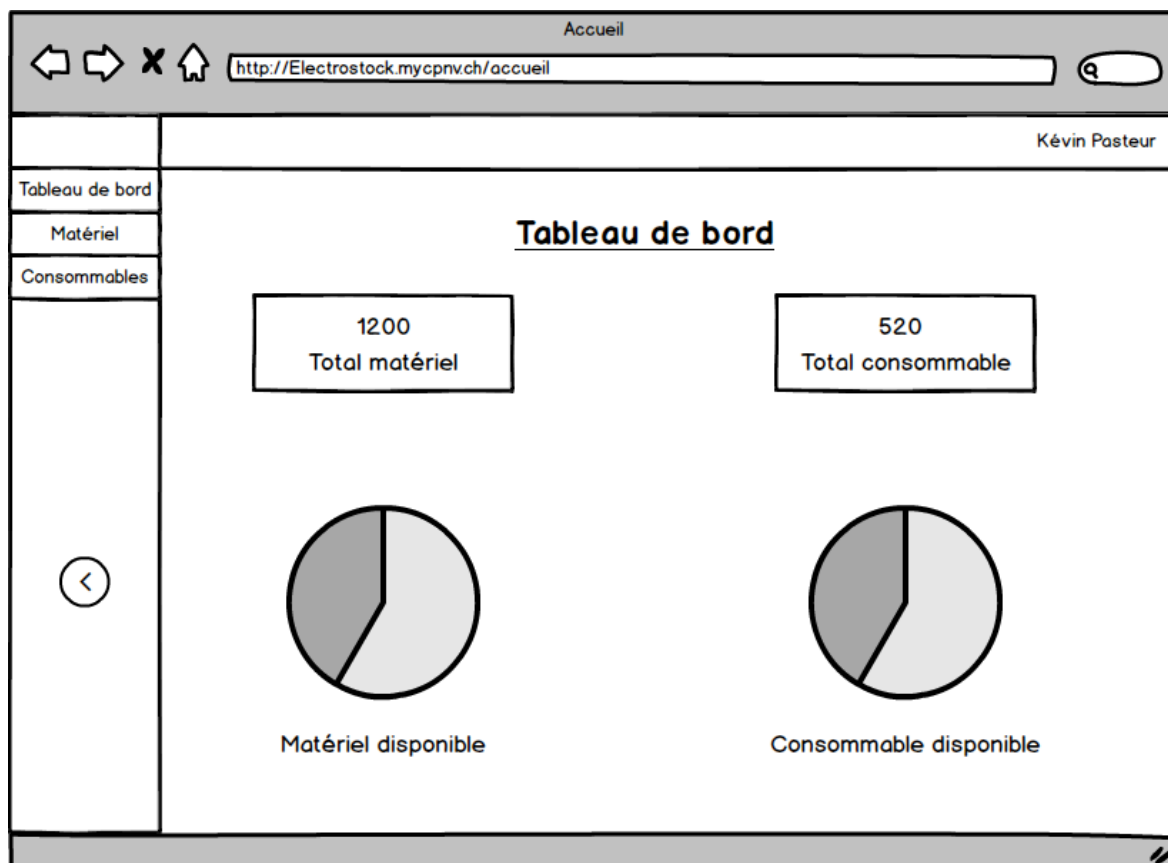 Accueil
http://Electrostock.mycpnv.ch/accueil
Kévin Pasteur
Tableau de bord
Matériel
Consommables
Tableau de bord
1200
Total matériel
520
Total consommable
Matériel disponible
Consommable disponible